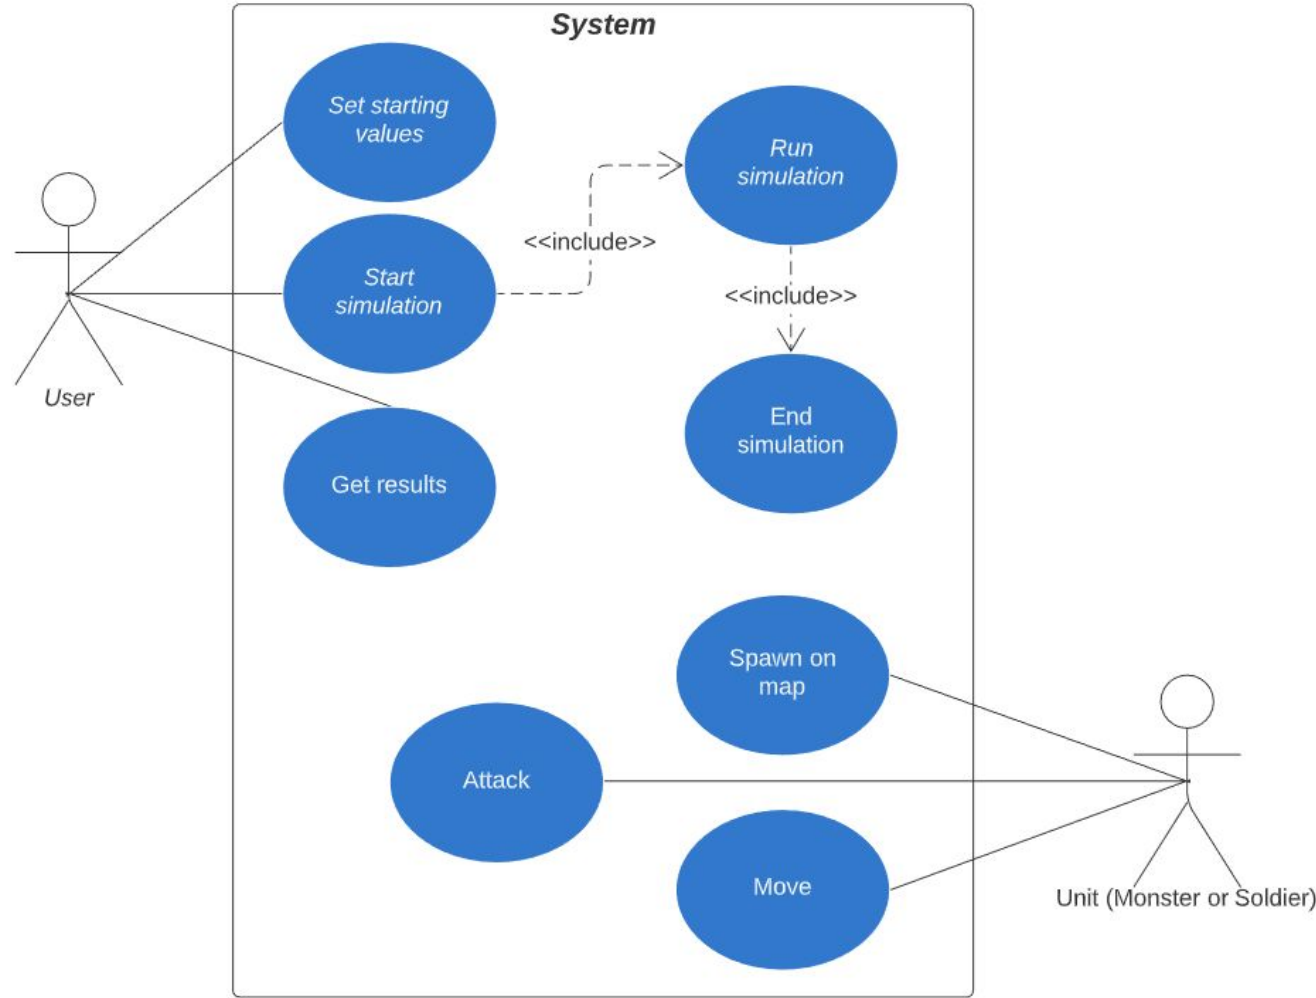 System
Set starting
values
Run
simulation
<<include>>
Start
simulation
<<include>>
User
End
simulation
Get results
Spawn on
map
Attack
Move
Unit (Monster or Soldier)